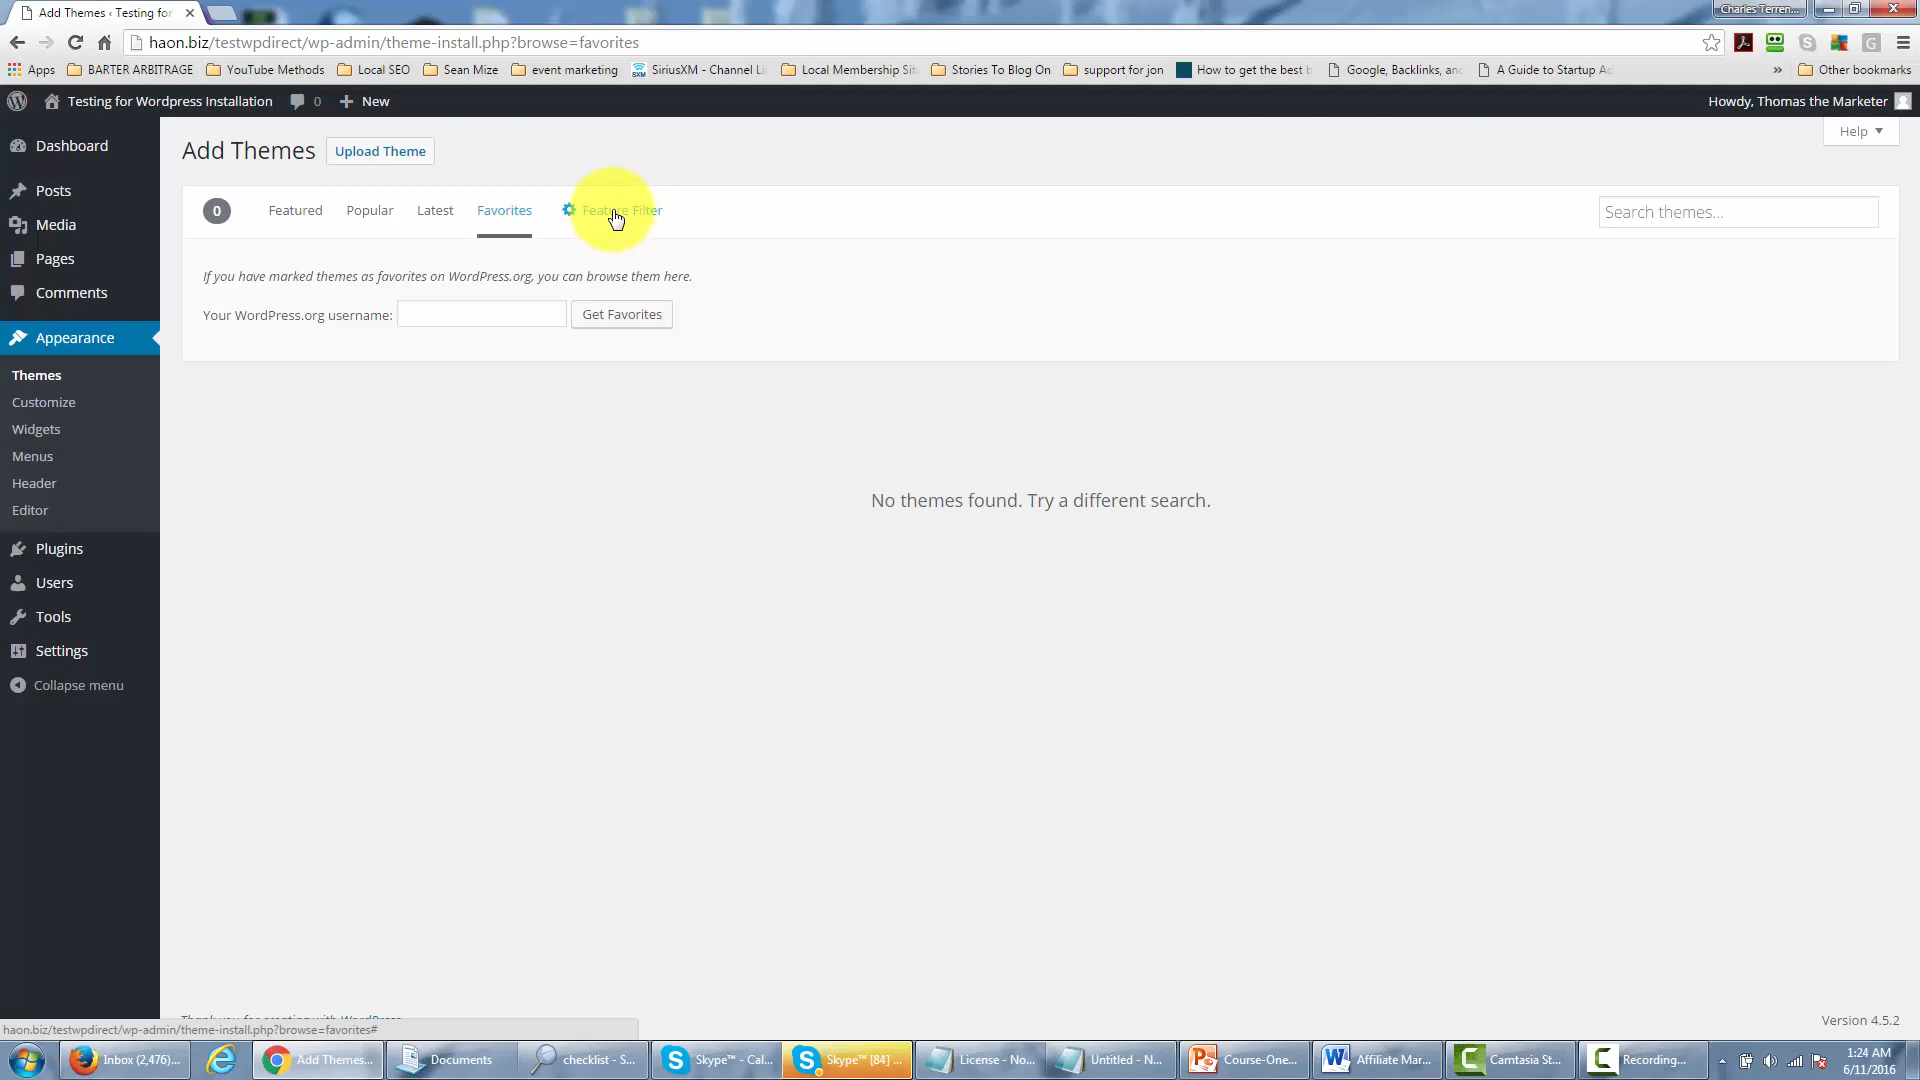 Add Themes ‹ Testing for
Charles Terren...
haon.biz/testwpdirect/wp-admin/theme-install.php?browse=favorites
Apps
BARTER ARBITRAGE
YouTube Methods
Local SEO
Sean Mize
event marketing
SiriusXM - Channel Li
Local Membership Sit
Stories To Blog On
support for jon
How to get the best b
Google, Backlinks, and
A Guide to Startup Ad
»
Other bookmarks
Testing for Wordpress Installation
0
+ New
Howdy, Thomas the Marketer
Help
Dashboard
Posts
Media
Pages
Comments
Appearance
Themes
Customize
Widgets
Menus
Header
Editor
Plugins
Users
Tools
Settings
Collapse menu
Add Themes
Upload Theme
0
Featured
Popular
Latest
Favorites
Feature Filter
Search themes...
If you have marked themes as favorites on WordPress.org, you can browse them here.
Your WordPress.org username:
Get Favorites
No themes found. Try a different search.
Thank you for creating with WordPress.
Version 4.5.2
haon.biz/testwpdirect/wp-admin/theme-install.php?browse=favorites#
Inbox (2,476)...
Add Themes...
Documents
checklist - S...
Skype™ - Cal...
Skype™ [84] ...
License - No...
Untitled - N...
Course-One...
Affiliate Mar...
Camtasia St...
Recording...
1:24 AM
6/11/2016